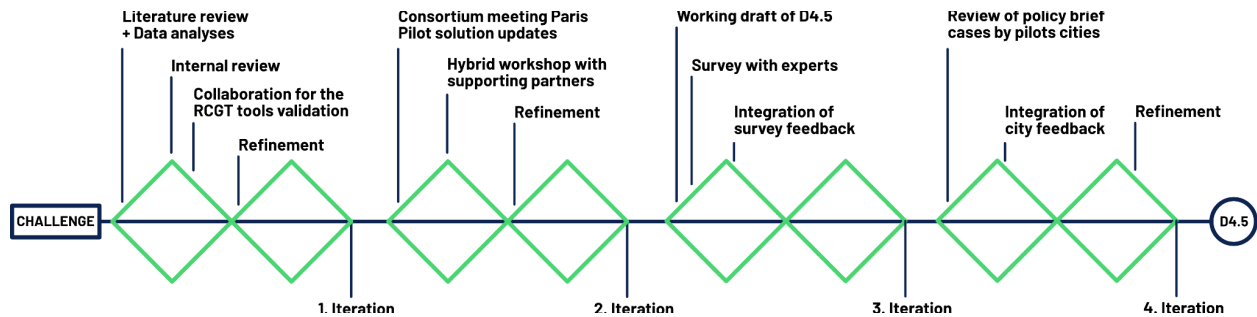 Literature review
+ Data analyses
Internal review
Collaboration for the
RCGT tools validation
Refinement
Consortium meeting Paris
Pilot solution updates
Hybrid workshop with
supporting partners
Refinement
Working draft of D4.5
Survey with experts
Integration of
survey feedback
Review of policy brief
cases by pilots cities
Integration of
city feedback
Refinement
CHALLENGE
D4.5
1. Iteration
2. Iteration
3. Iteration
4. Iteration